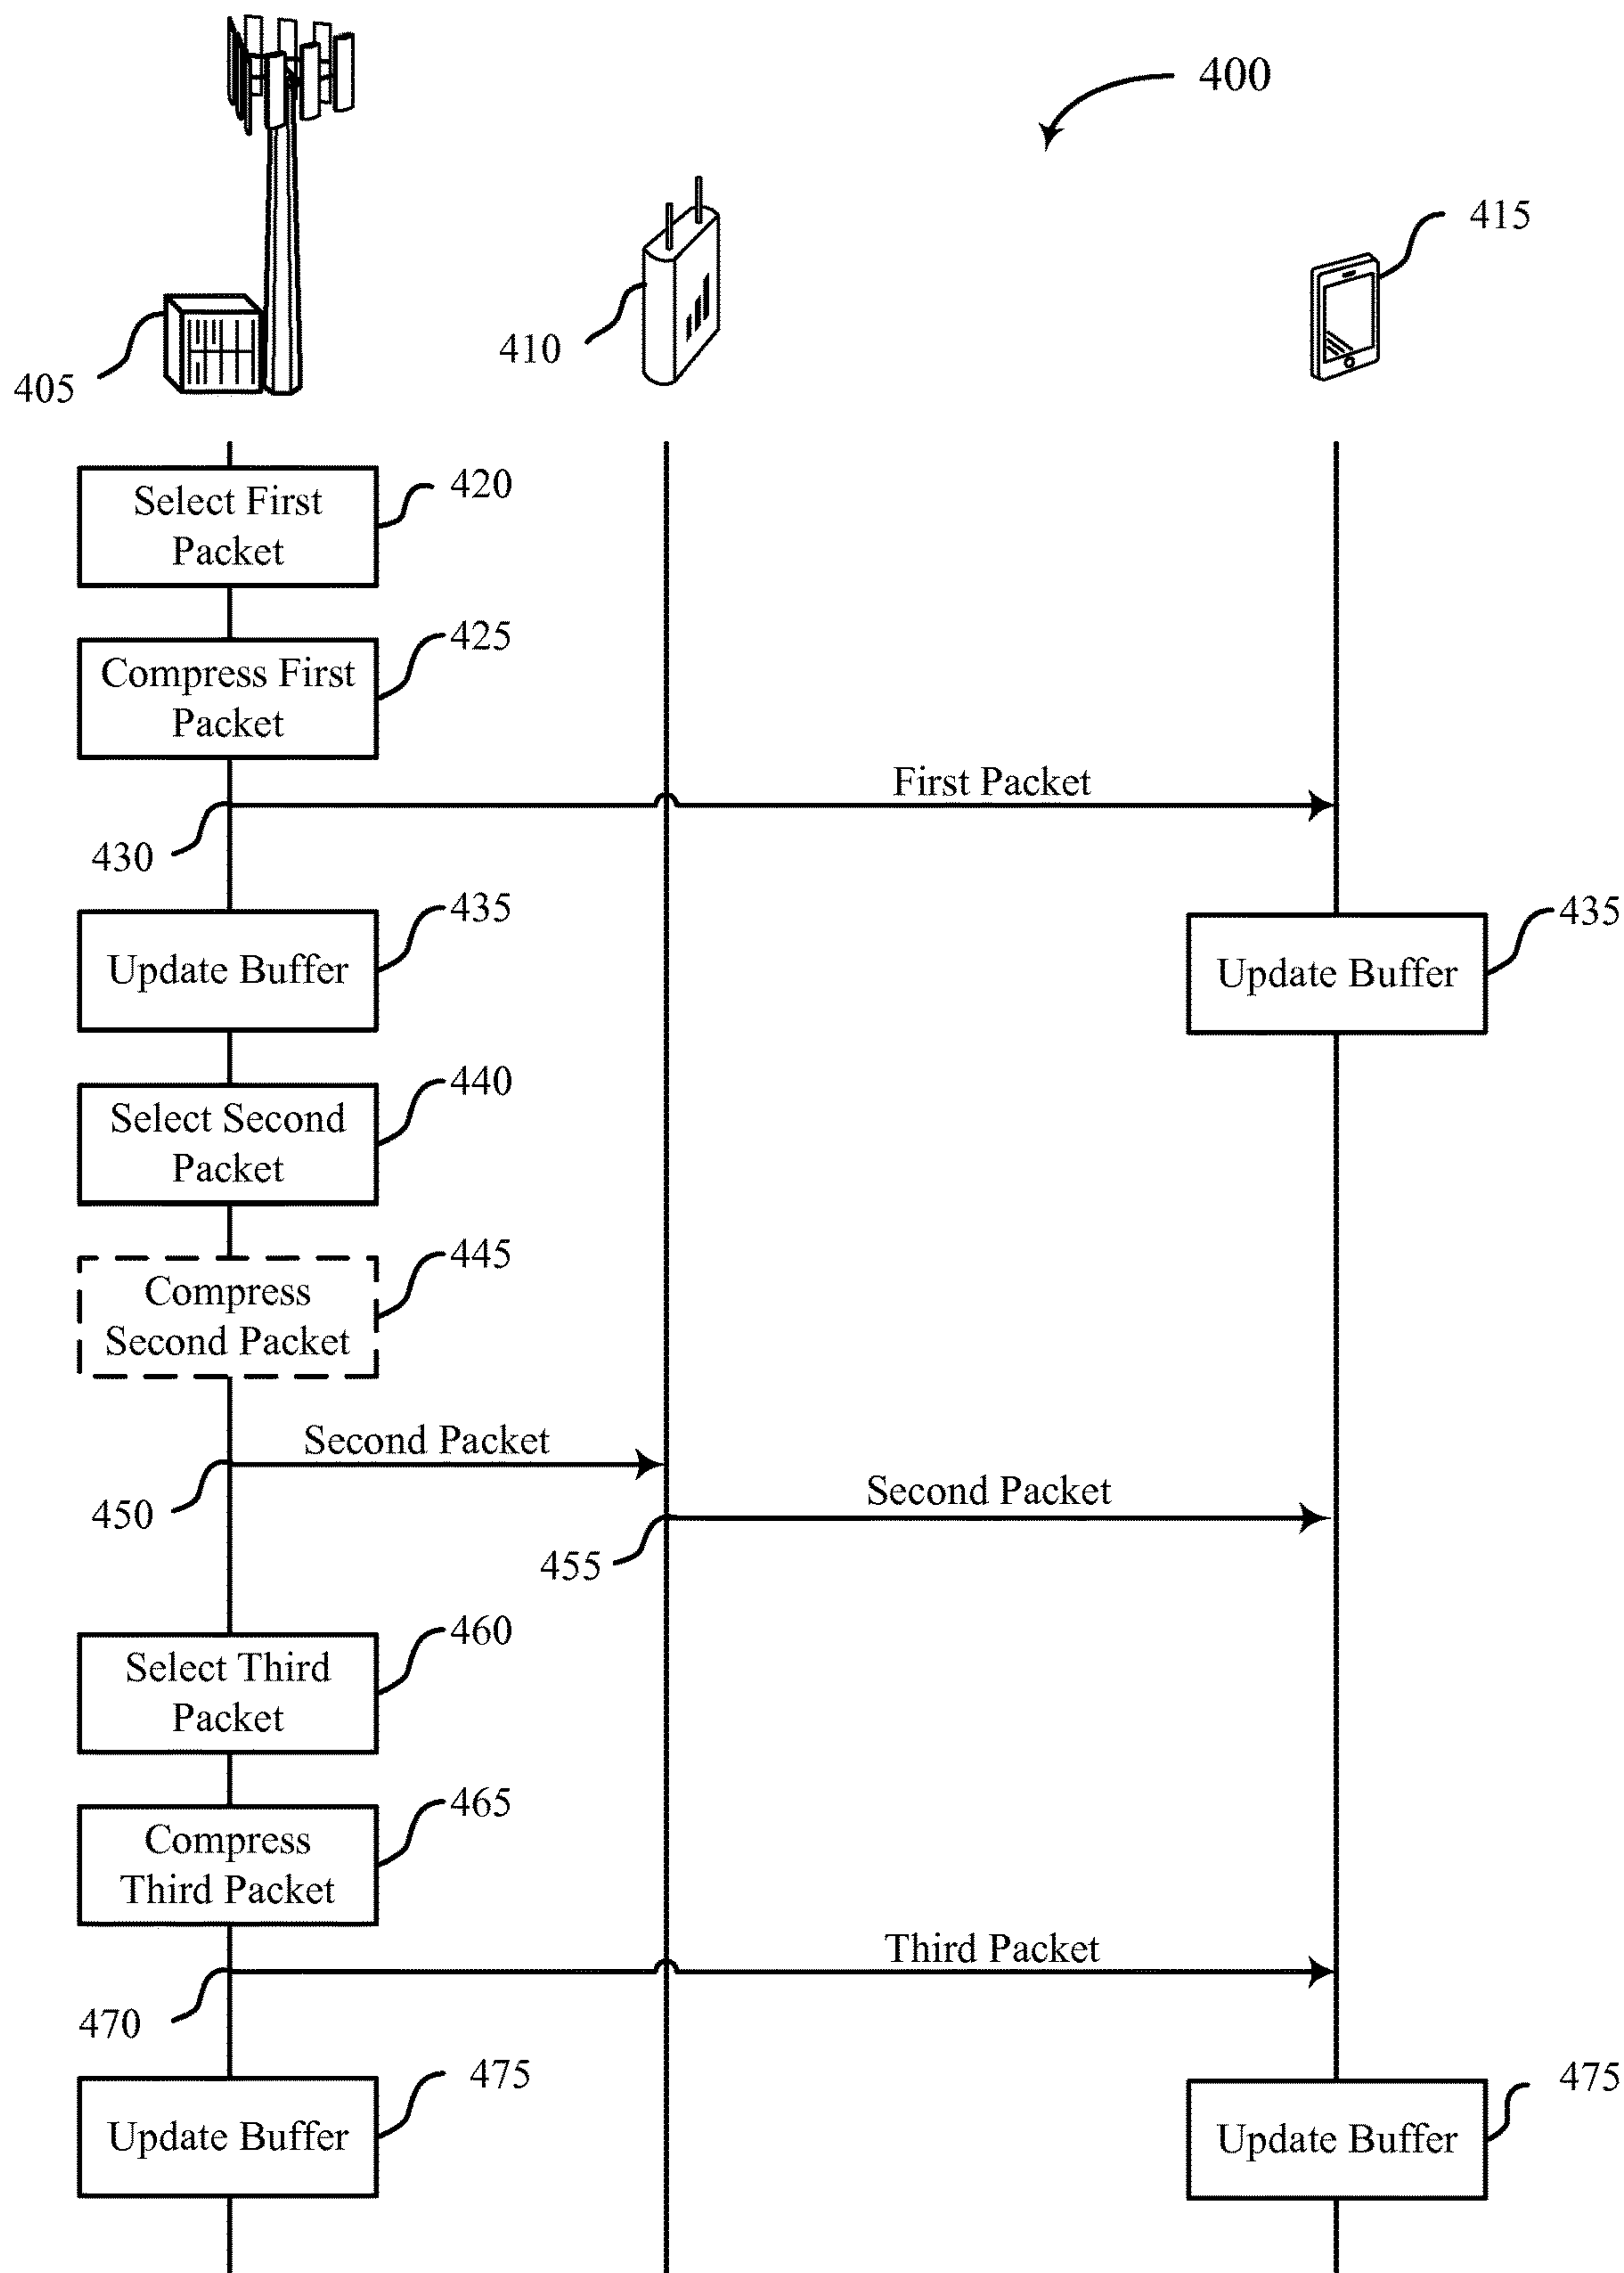 400
415
410
405
Select First
Packet
420
Compress First
Packet
425
First Packet
430
Update Buffer
435
Update Buffer
435
Select Second
Packet
440
Compress
Second Packet
445
Second Packet
450
Second Packet
455
Select Third
Packet
460
Compress
Third Packet
465
Third Packet
470
Update Buffer
475
Update Buffer
475